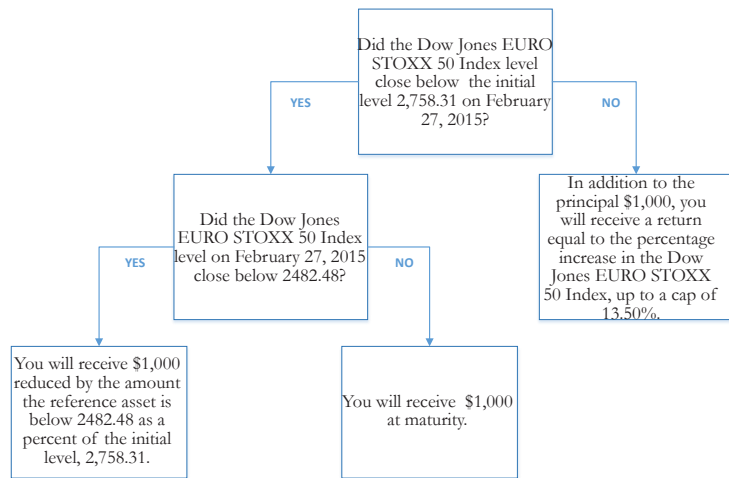 Did the Dow Jones EURO
STOXX 50 Index level
close below the initial
level 2,758.31 on February
27, 2015?
YES
NO
Did the Dow Jones
EURO STOXX 50 Index
level on February 27, 2015
close below 2482.48?
In addition to the
principal $1,000, you
will receive a return
equal to the percentage
increase in the Dow
Jones EURO STOXX
50 Index, up to a cap of
13.50%.
YES
NO
You will receive $1,000
reduced by the amount
the reference asset is
below 2482.48 as a
percent of the initial
level, 2,758.31.
You will receive $1,000
at maturity.